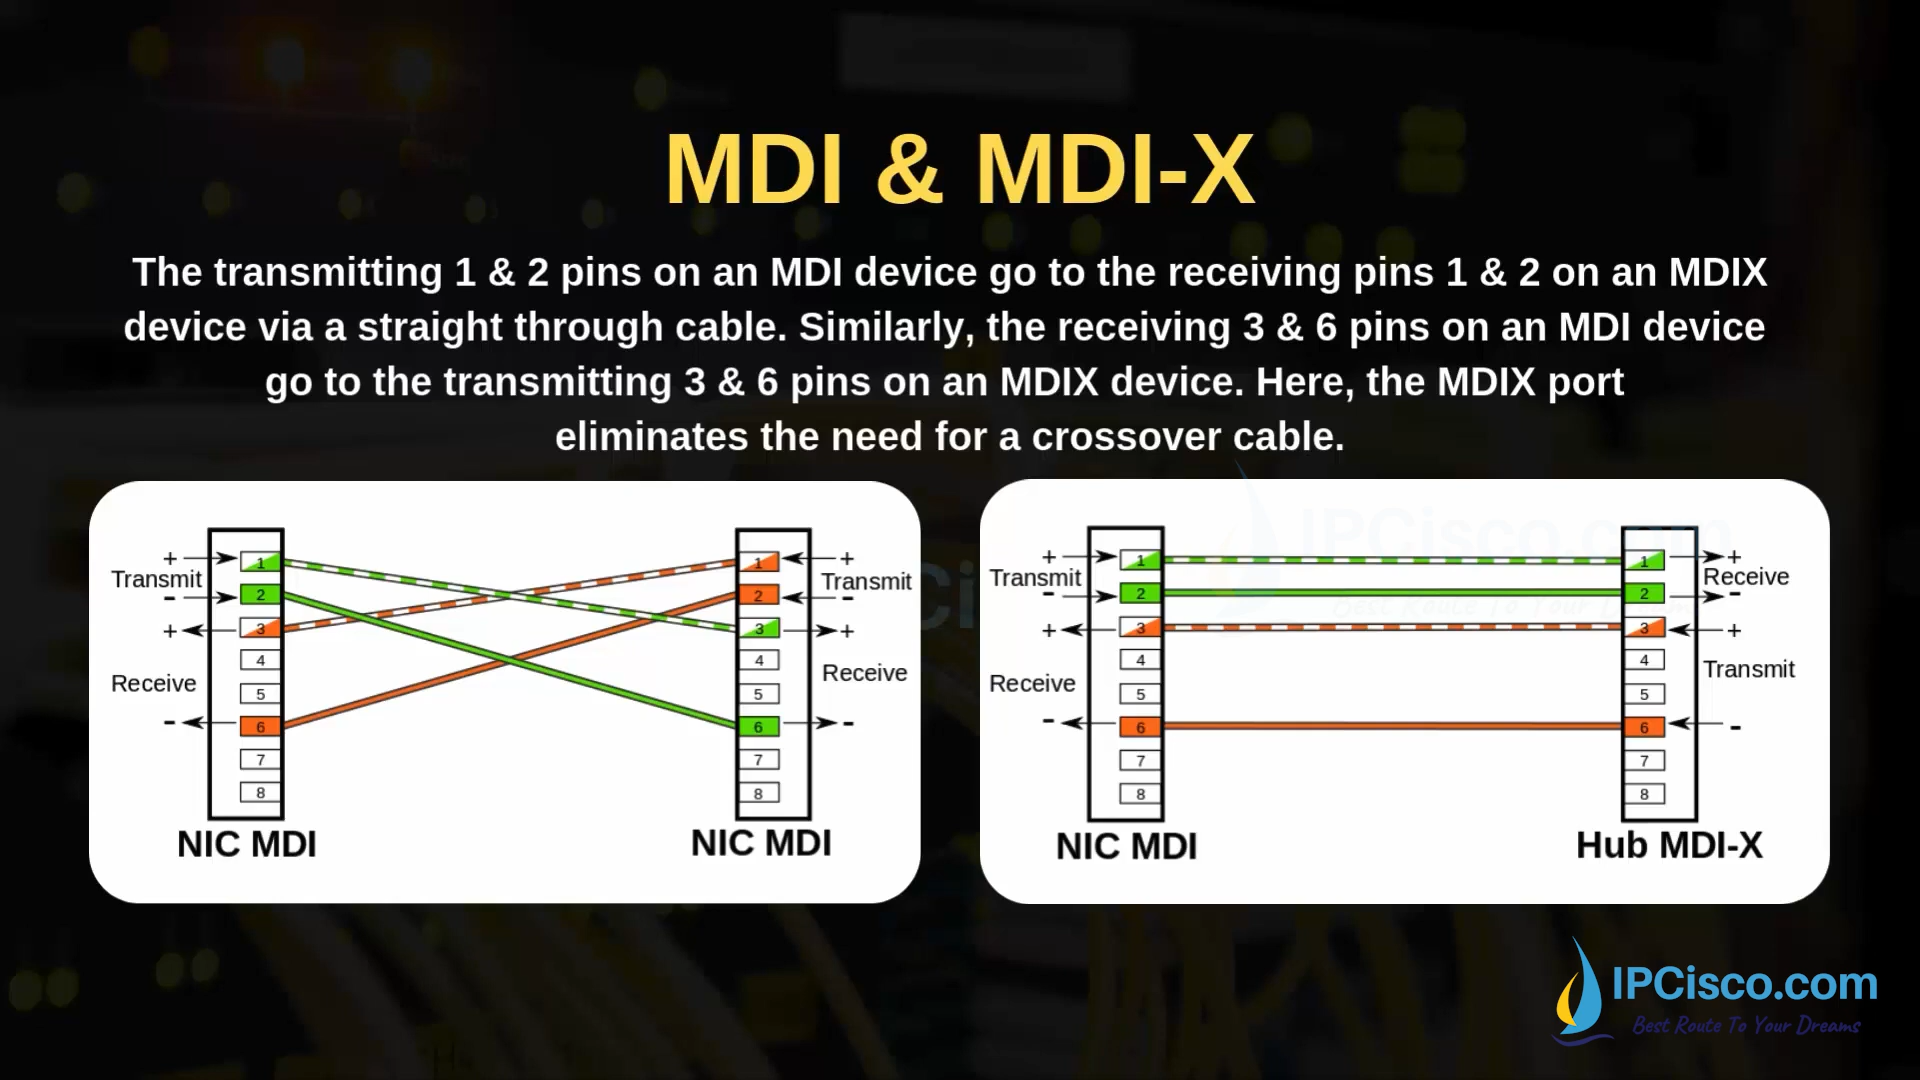 MDI & MDI-X
The transmitting 1 & 2 pins on an MDI device go to the receiving pins 1 & 2 on an MDIX
device via a straight through cable. Similarly, the receiving 3 & 6 pins on an MDI device
go to the transmitting 3 & 6 pins on an MDIX device. Here, the MDIX port
eliminates the need for a crossover cable.
+
Transmit
-
+
Receive
-
1
2
3
4
5
6
7
8
NIC MDI
1
2
3
4
5
6
7
8
+
Transmit
-
+
Receive
-
NIC MDI
+
Transmit
-
+
Receive
-
1
2
3
4
5
6
7
8
NIC MDI
1
2
3
4
5
6
7
8
+
Receive
-
+
Transmit
-
Hub MDI-X
IPCisco.com
Best Route To Your Dreams